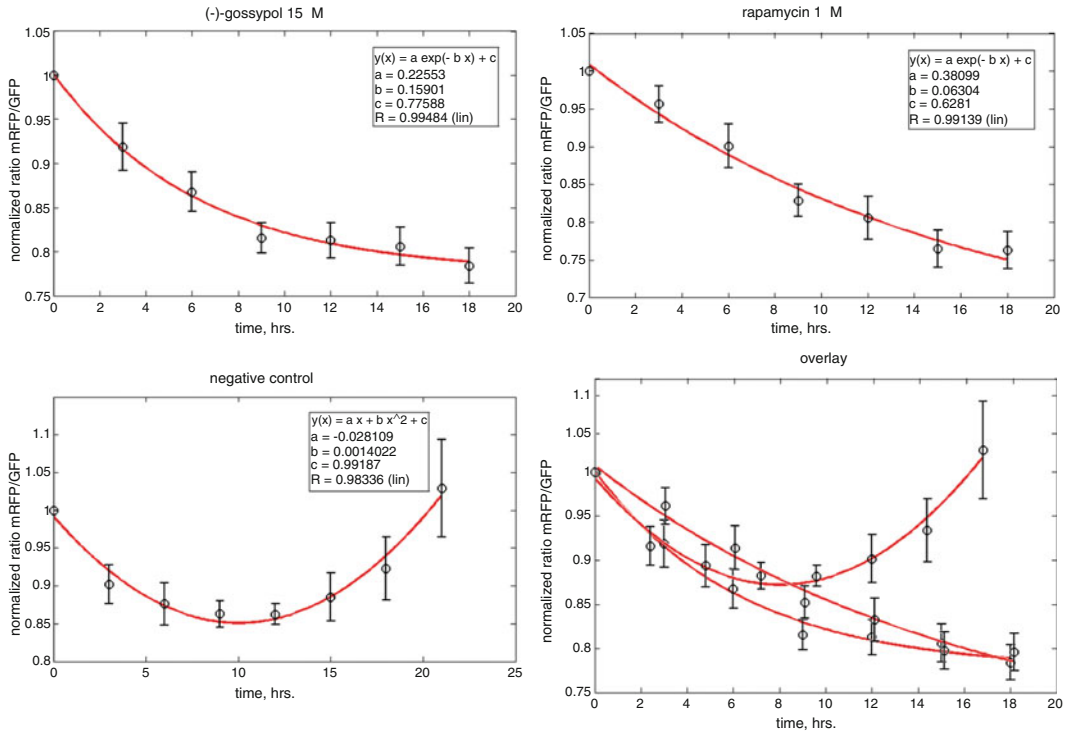 (-)-gossypol 15 M
1.05
1
0.95
0.9
0.85
0.8
0.75
normalized ratio mRFP/GFP
y(x) = a exp(- b x) + c
a = 0.22553
b = 0.15901
c = 0.77588
R = 0.99484 (lin)
0 2 4 6 8 10 12 14 16 18 20
time, hrs.
rapamycin 1 M
1.05
1
0.95
0.9
0.85
0.8
0.75
0.7
normalized ratio mRFP/GFP
y(x) = a exp(- b x) + c
a = 0.38099
b = 0.06304
c = 0.6281
R = 0.99139 (lin)
0 2 4 6 8 10 12 14 16 18 20
time, hrs.
negative control
1.1
1.05
1
0.95
0.9
0.85
0.8
normalized ratio mRFP/GFP
y(x) = a x + b x^2 + c
a = -0.028109
b = 0.0014022
c = 0.99187
R = 0.98336 (lin)
0 5 10 15 20 25
time, hrs.
overlay
1.1
1.05
1
0.95
0.9
0.85
0.8
0.75
normalized ratio mRFP/GFP
0 2 4 6 8 10 12 14 16 18 20
time, hrs.